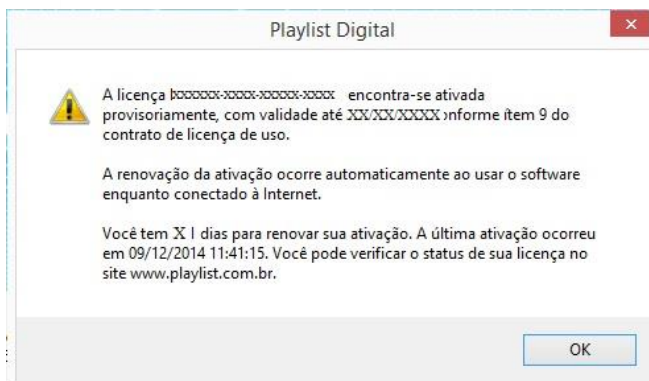 Playlist Digital
A licença xxxxxx-xxxx-xxxxx-xxxx encontra-se ativada
provisoriamente, com validade até XX/XX/XXXX onforme ítem 9 do
contrato de licença de uso.
A renovação da ativação ocorre automaticamente ao usar o software
enquanto conectado à Internet.
Você tem X dias para renovar sua ativação. A última ativação ocorreu
em 09/12/2014 11:41:15. Você pode verificar o status de sua licença no
site www.playlist.com.br.
OK